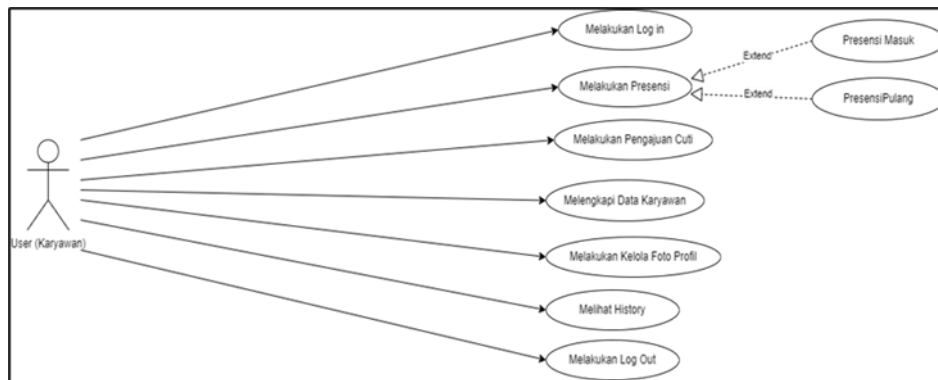 Melakukan Log in
Presensi Masuk
Extend
Melakukan Presensi
Extend
PresensiPulang
Melakukan Pengajuan Cuti
Melengkapi Data Karyawan
User (Karyawan)
Melakukan Kelola Foto Profil
Melihat History
Melakukan Log Out